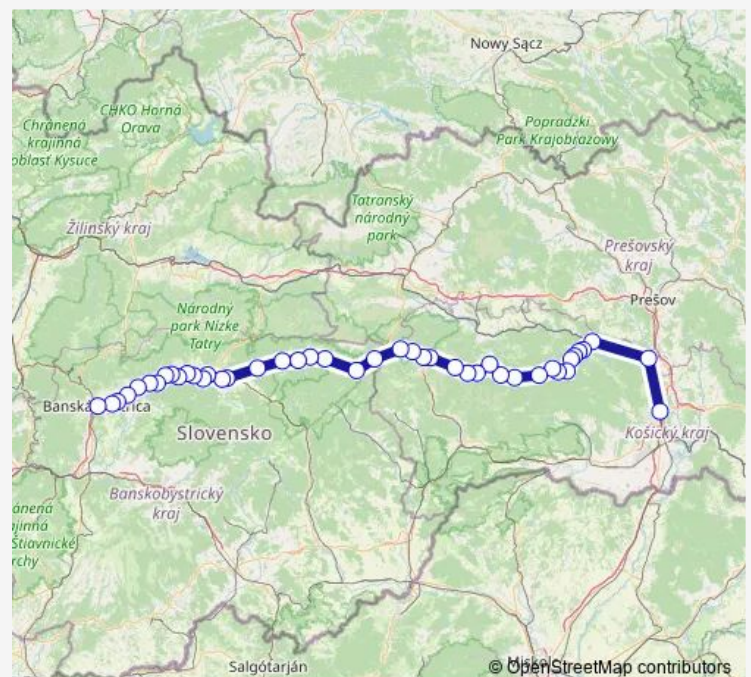 Nowy Sącz
CHKO Horná
Orava
Chránená
krajinná
oblasť Kysuce
Popradzki
Park Krajobrazowy
Tatranský
národný
park
Žilinský kraj
Prešovský
kraj
Prešov
Národný
park Nízke
Tatry
Slovensko
Košický kraj
Banskobystrický
kraj
Salgótarján
© OpenStreetMap contributors